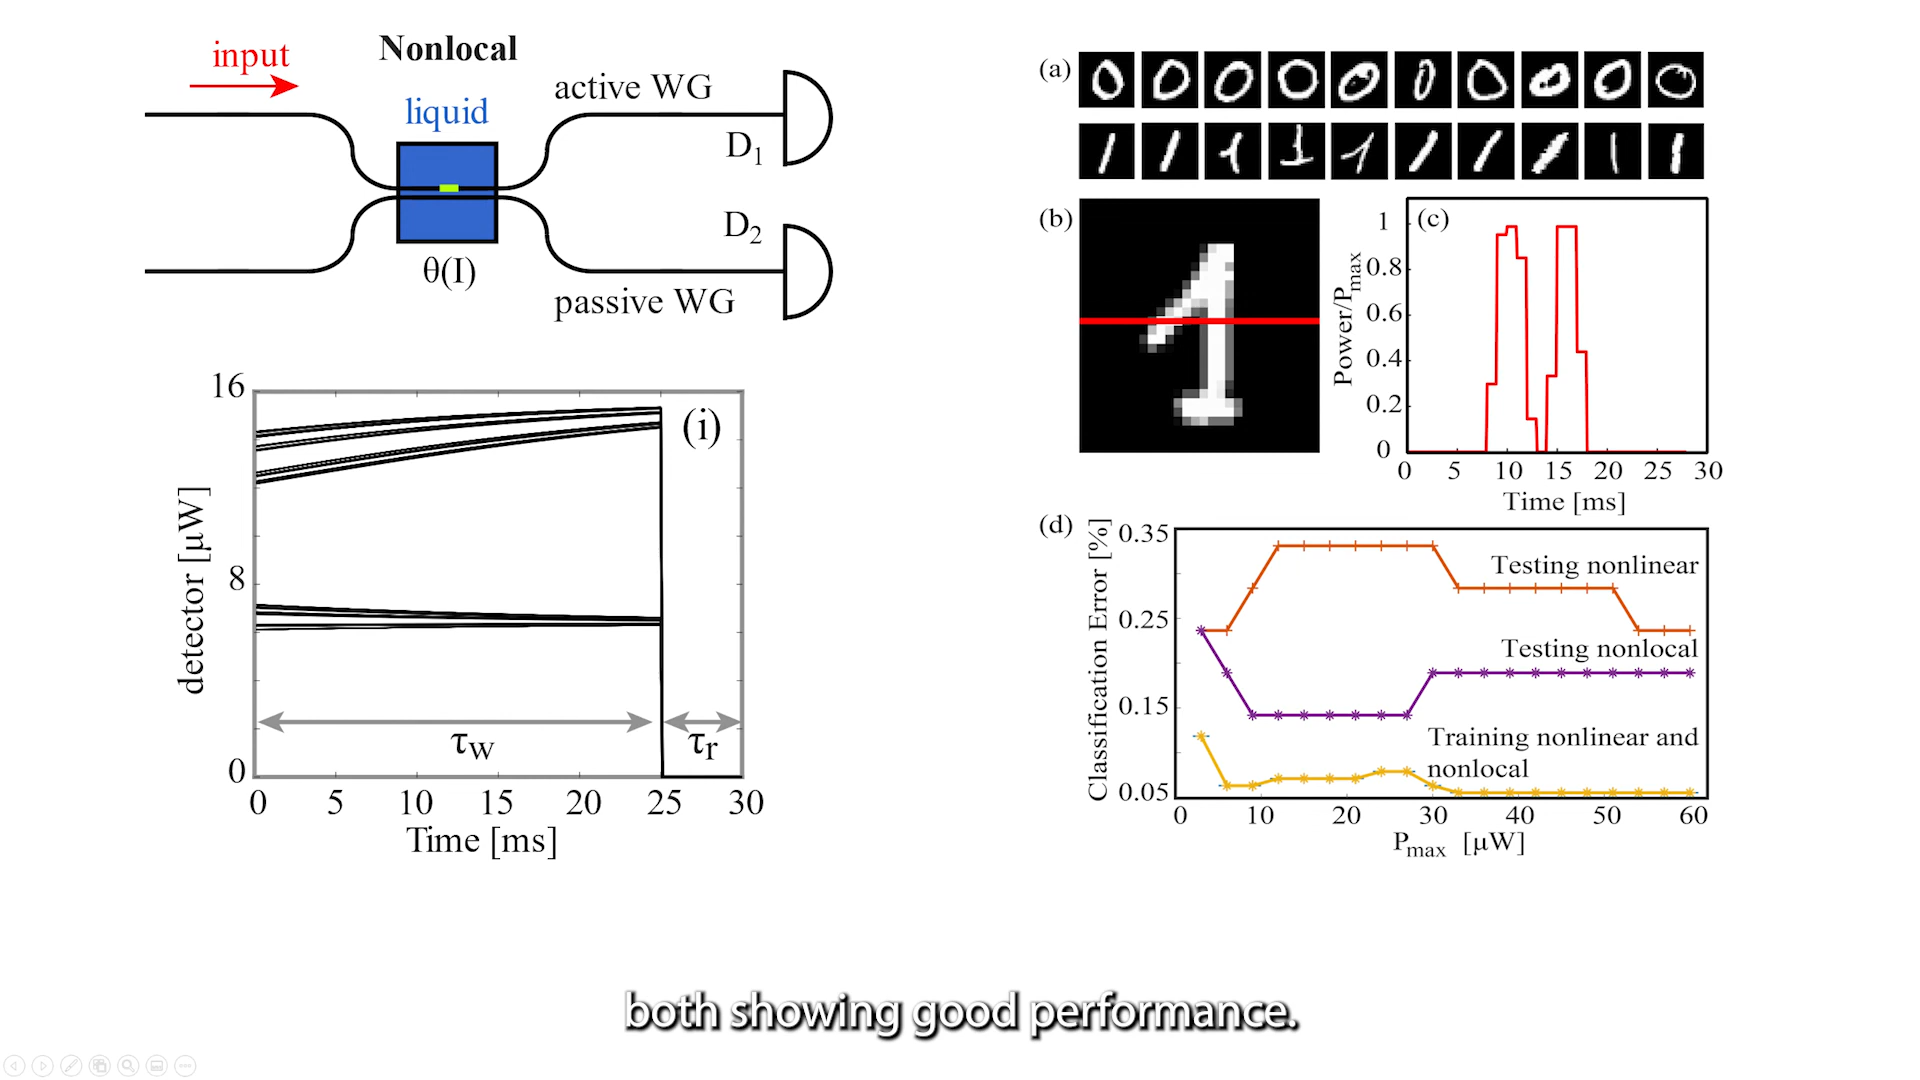 input
Nonlocal
liquid
active WG
D1
D2
θ(I)
passive WG
16
8
0
detector [μW]
(i)
τw
τr
0 5 10 15 20 25 30
Time [ms]
(a)
(b)
(c)
1
0.8
0.6
0.4
0.2
0
Power/Pmax
0 5 10 15 20 25 30
Time [ms]
(d)
0.35
0.25
0.15
0.05
Classification Error [%]
Testing nonlinear
Testing nonlocal
Training nonlinear and
nonlocal
0 10 20 30 40 50 60
Pmax [μW]
both showing good performance.